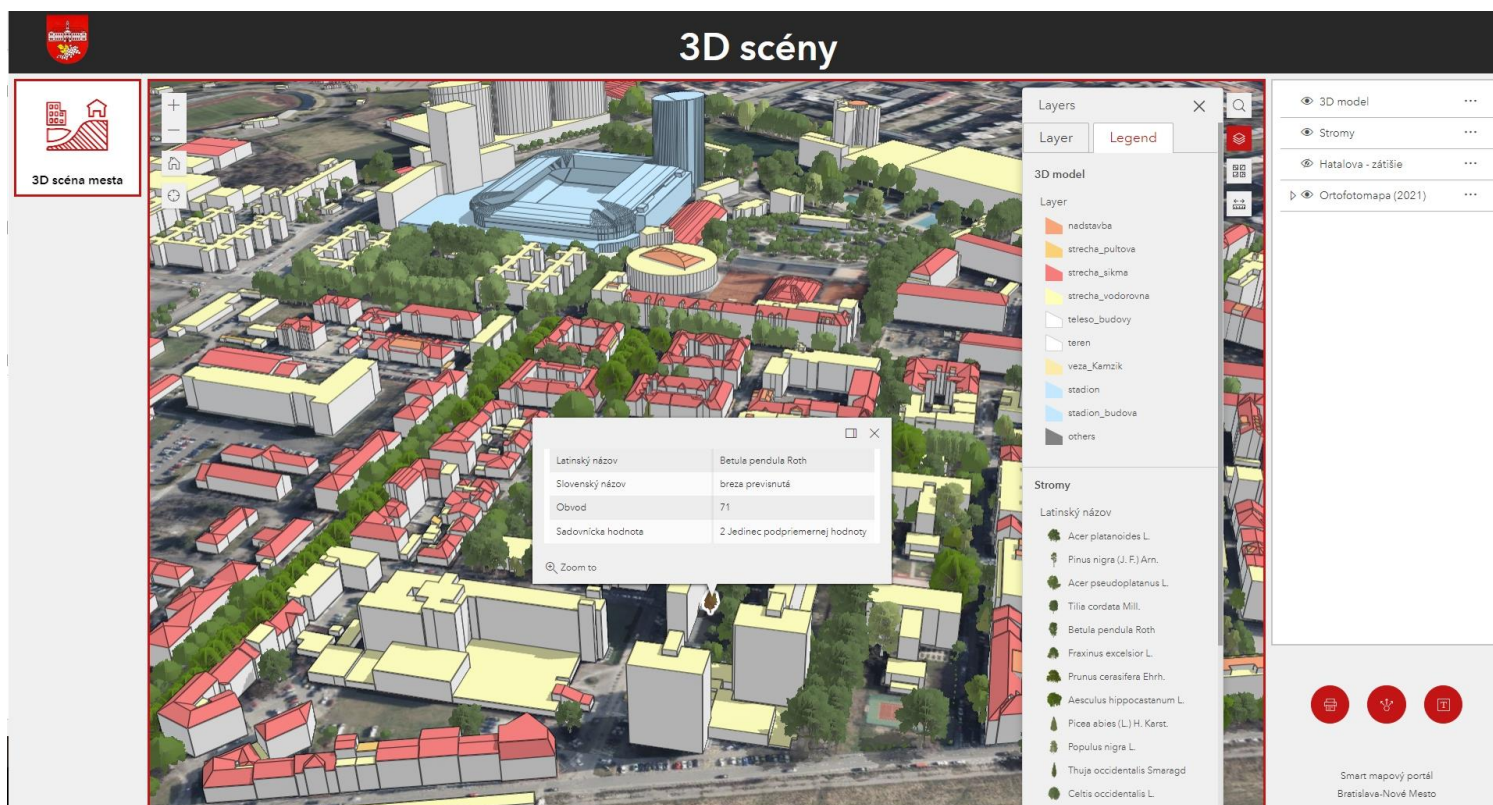 3D scény
3D scéna mesta
Layers
Layer
Legend
3D model
Layer
nadstavba
strecha_pultova
strecha_sikma
strecha_vodorovna
teleso_budovy
teren
veza_Kamzik
stadion
stadion_budova
others
Stromy
Latinský názov
Acer platanoides L.
Pinus nigra (J. F.) Arn.
Acer pseudoplatanus L.
Tilia cordata Mill.
Betula pendula Roth
Fraxinus excelsior L.
Prunus cerasifera Ehrh.
Aesculus hippocastanum L.
Picea abies (L.) H. Karst.
Populus nigra L.
Thuja occidentalis Smaragd
Celtis occidentalis L.
Latinský názov Betula pendula Roth
Slovenský názov breza previsnutá
Obvod 71
Sadovnícka hodnota 2 Jedinec podpriemernej hodnoty
Zoom to
3D model
Stromy
Hatalova - zátišie
Ortofotomapa (2021)
T
Smart mapový portál
Bratislava-Nové Mesto